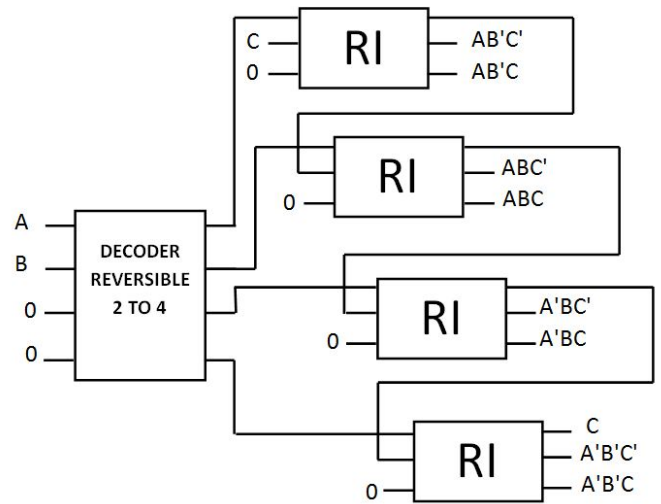 C
0
RI
AB'C'
AB'C
0
RI
ABC'
ABC
A
B
0
0
DECODER
REVERSIBLE
2 TO 4
0
RI
A'BC'
A'BC
0
RI
C
A'B'C'
A'B'C